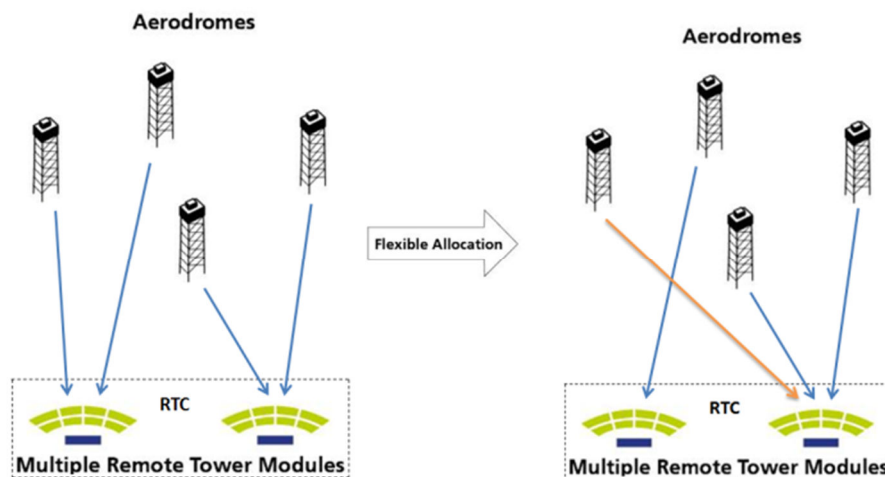 Aerodromes
Aerodromes
Flexible Allocation
RTC
RTC
Multiple Remote Tower Modules
Multiple Remote Tower Modules